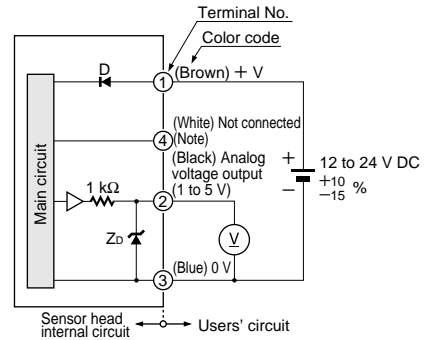 Terminal No.
Color code
D
1
(Brown) + V
4
(White) Not connected
(Note)
(Black) Analog
voltage output
(1 to 5 V)
Main circuit
1 kΩ
2
ZD
V
+
−
12 to 24 V DC
+10
−15 %
3
(Blue) 0 V
Sensor head
internal circuit
Users' circuit